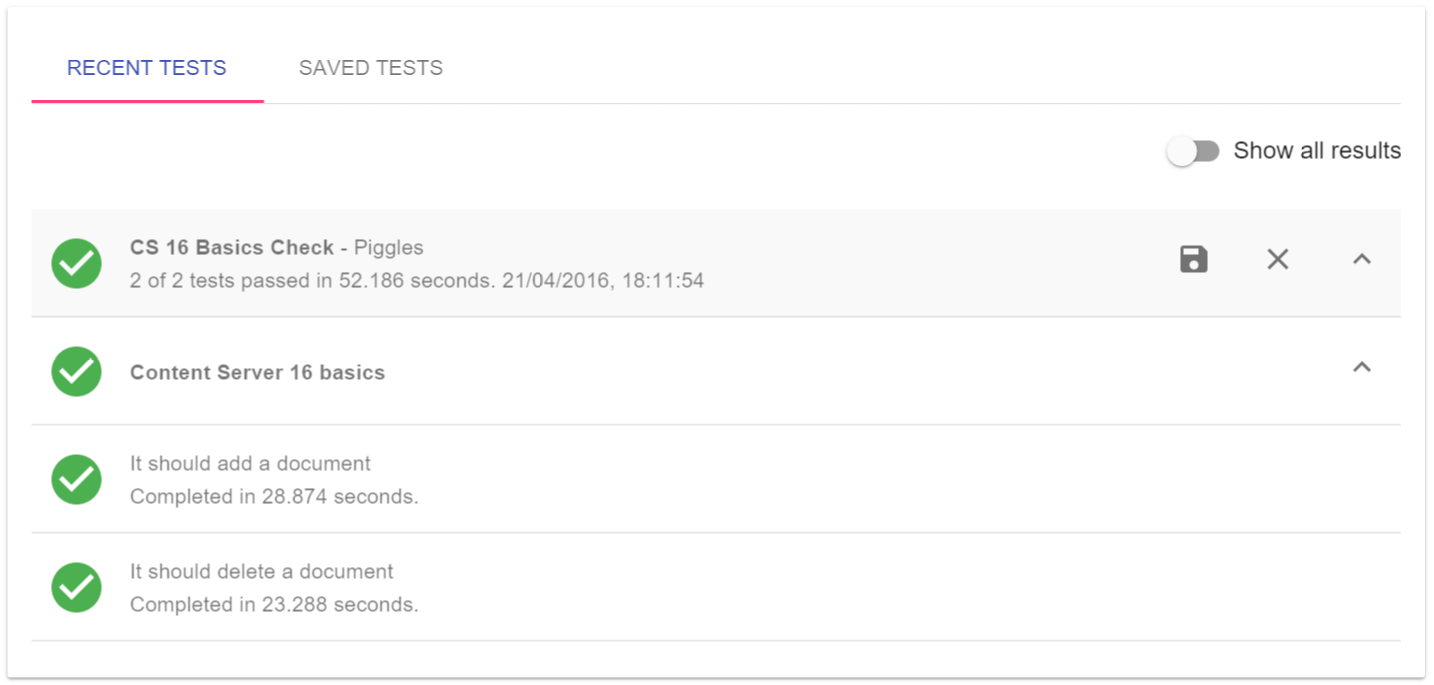 RECENT TESTS SAVED TESTS
Show all results
CS 16 Basics Check - Piggles
2 of 2 tests passed in 52.186 seconds. 21/04/2016, 18:11:54
Content Server 16 basics
It should add a document
Completed in 28.874 seconds.
It should delete a document
Completed in 23.288 seconds.